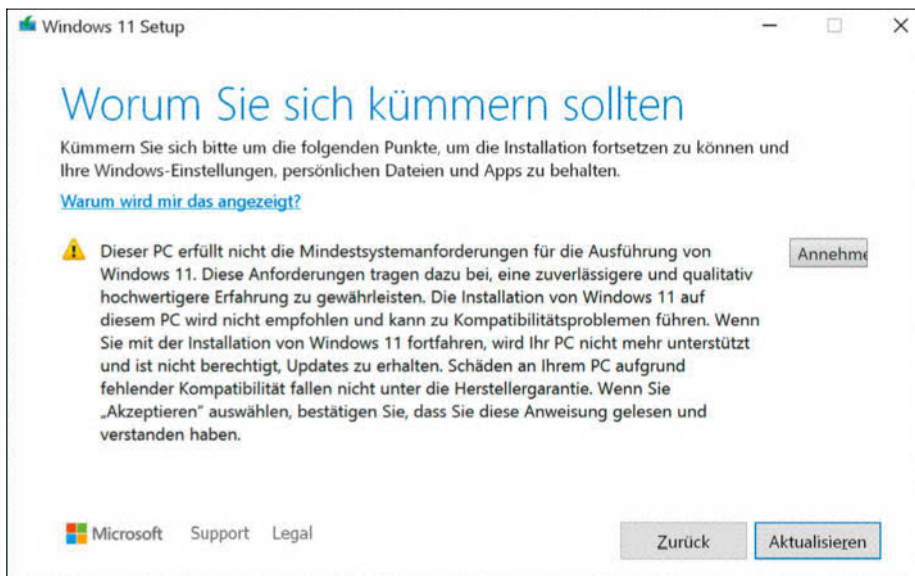 Windows 11 Setup
Worum Sie sich kümmern sollten
Kümmern Sie sich bitte um die folgenden Punkte, um die Installation fortsetzen zu können und
Ihre Windows-Einstellungen, persönlichen Dateien und Apps zu behalten.
Warum wird mir das angezeigt?
Dieser PC erfüllt nicht die Mindestsystemanforderungen für die Ausführung von
Windows 11. Diese Anforderungen tragen dazu bei, eine zuverlässigere und qualitativ
hochwertigere Erfahrung zu gewährleisten. Die Installation von Windows 11 auf
diesem PC wird nicht empfohlen und kann zu Kompatibilitätsproblemen führen. Wenn
Sie mit der Installation von Windows 11 fortfahren, wird Ihr PC nicht mehr unterstützt
und ist nicht berechtigt, Updates zu erhalten. Schäden an Ihrem PC aufgrund
fehlender Kompatibilität fallen nicht unter die Herstellergarantie. Wenn Sie
„Akzeptieren" auswählen, bestätigen Sie, dass Sie diese Anweisung gelesen und
verstanden haben.
Annehme
Microsoft Support Legal
Zurück Aktualisieren